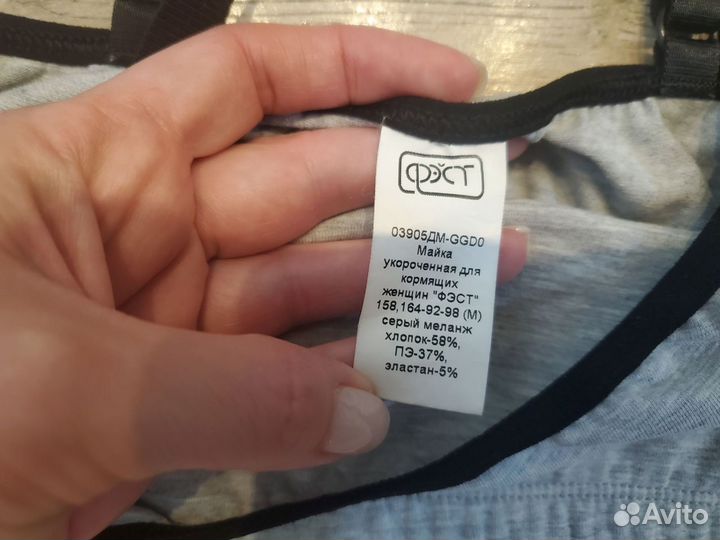 ФЭСТ
03905ДМ-GGD0
Майка
укороченная для
кормящих
женщин "ФЭСТ"
158,164-92-98 (М)
серый меланж
хлопок-58%,
ПЭ-37%,
эластан-5%
Avito